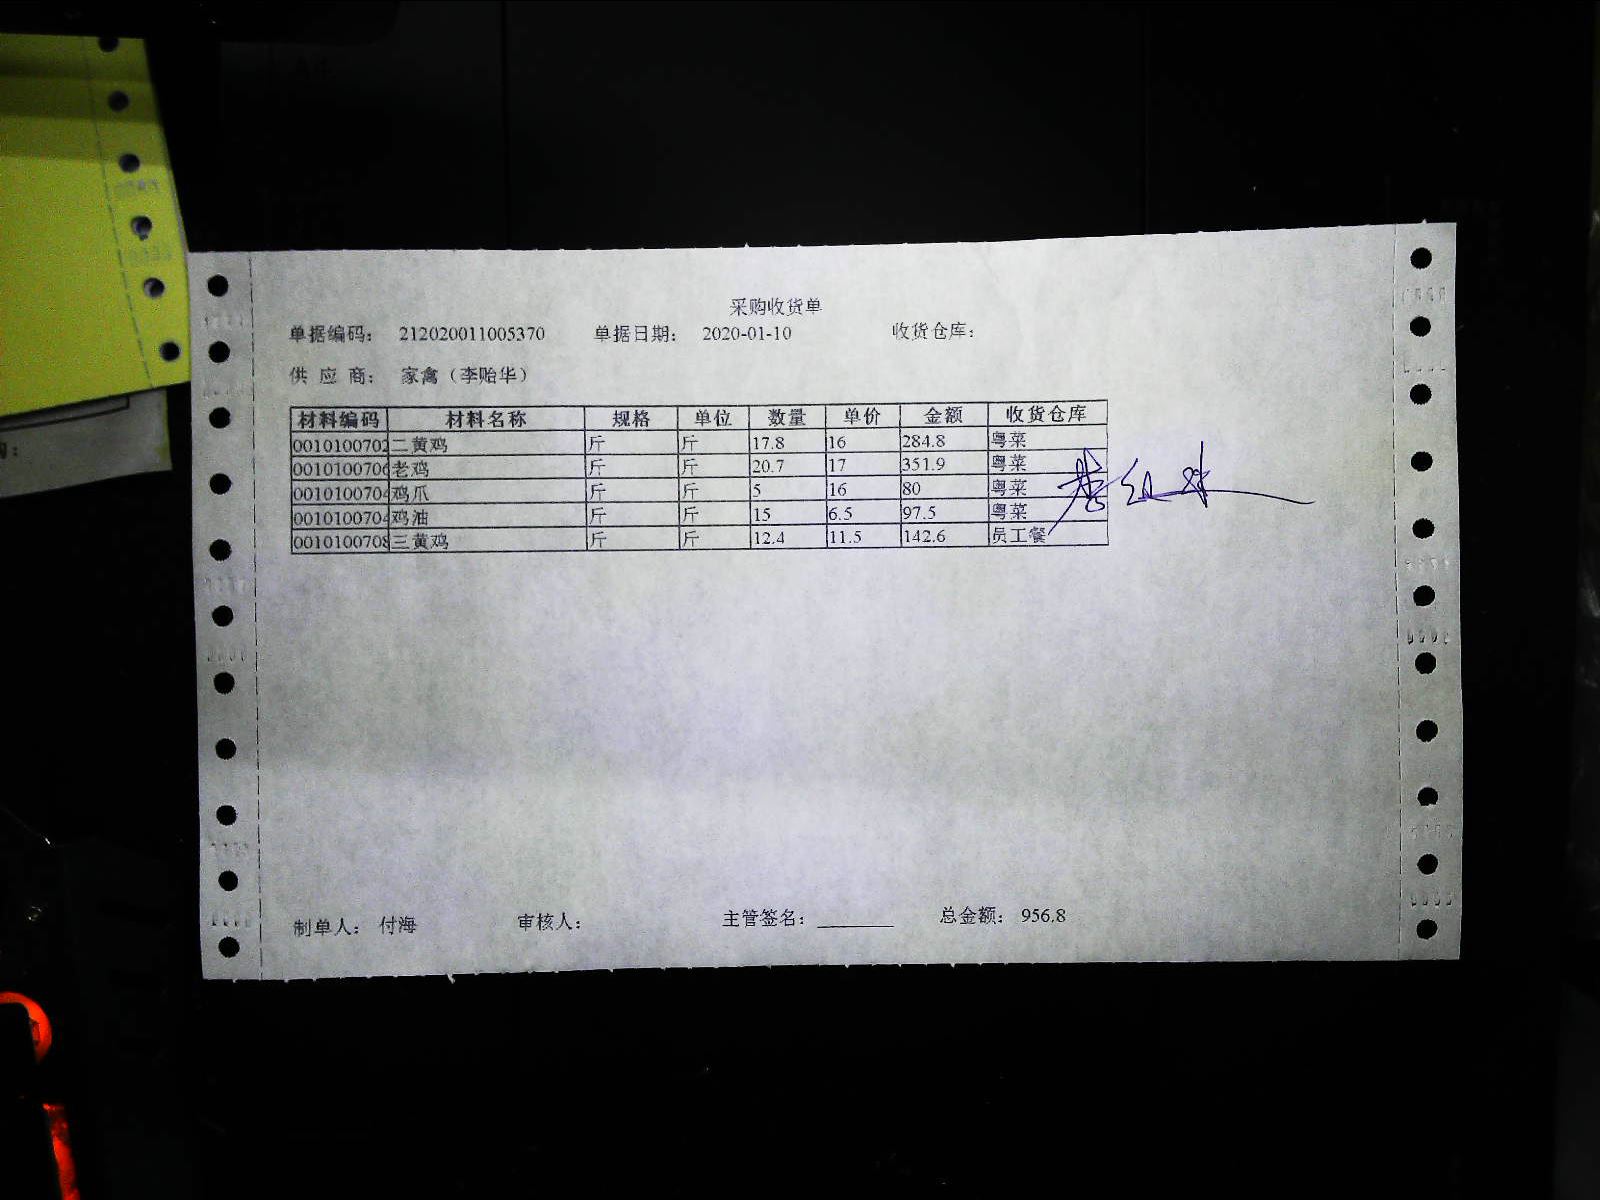 采购收货单
单据编码： 212020011005370 单据日期： 2020-01-10 收货仓库：
供 应 商： 家禽（李贻华）
材料编码 材料名称 规格 单位 数量 单价 金额 收货仓库
0010100702 二黄鸡 斤 斤 17.8 16 284.8 粤菜
0010100706 老鸡 斤 斤 20.7 17 351.9 粤菜
0010100704 鸡爪 斤 斤 5 16 80 粤菜
0010100704 鸡油 斤 斤 15 6.5 97.5 粤菜
0010100708 三黄鸡 斤 斤 12.4 11.5 142.6 员工餐
制单人： 付海 审核人： 主管签名： 总金额： 956.8